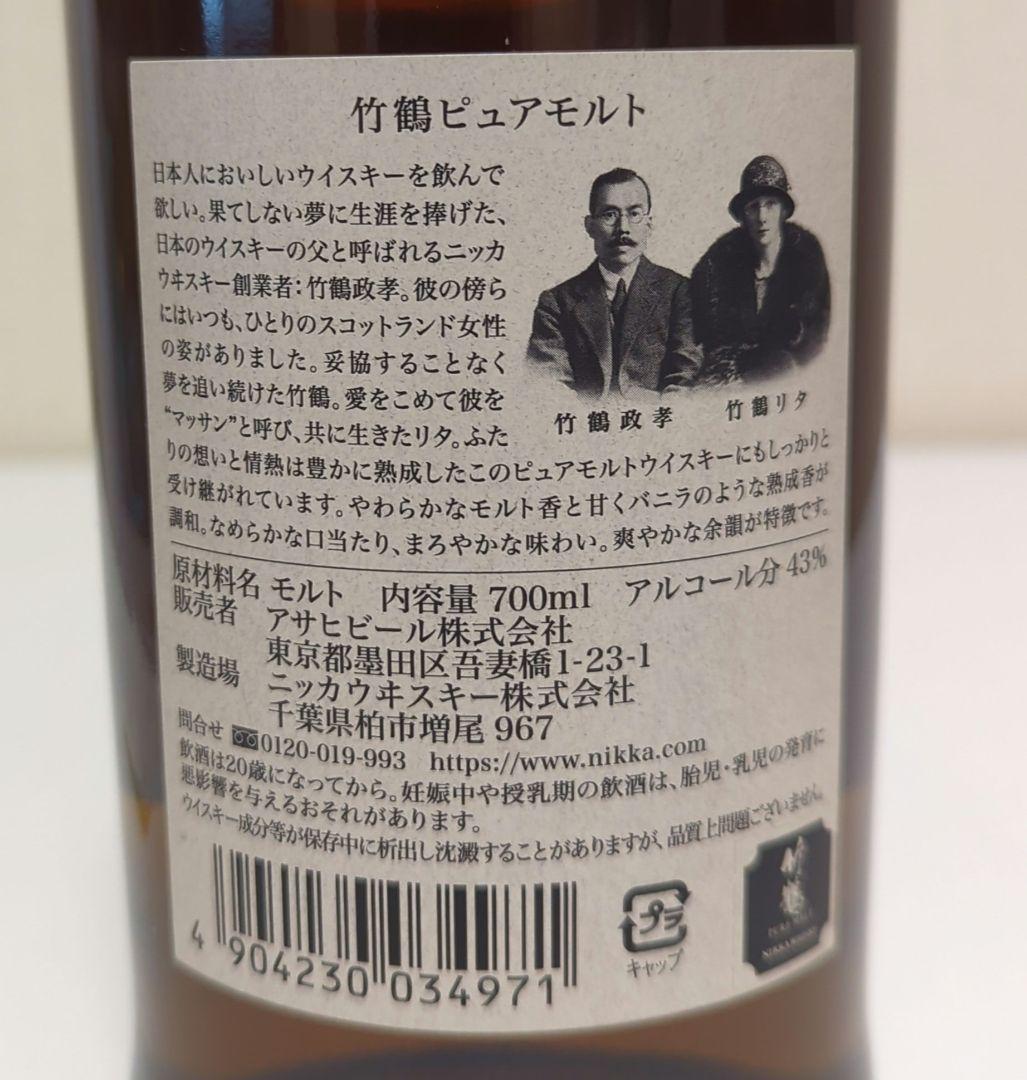 竹鶴ピュアモルト
日本人においしいウイスキーを飲んで
欲しい。果てしない夢に生涯を捧げた、
日本のウイスキーの父と呼ばれるニッカ
ウヰスキー創業者：竹鶴政孝。彼の傍ら
にはいつも、ひとりのスコットランド女性
の姿がありました。妥協することなく
夢を追い続けた竹鶴。愛をこめて彼を
“マッサン”と呼び、共に生きたリタ。ふた
りの想いと情熱は豊かに熟成したこのピュアモルトウイスキーにもしっかりと
受け継がれています。やわらかなモルト香と甘くバニラのような熟成香が
調和。なめらかな口当たり、まろやかな味わい。爽やかな余韻が特徴です。
竹鶴政孝
竹鶴リタ
原材料名 モルト 内容量 700ml アルコール分 43%
販売者 アサヒビール株式会社
東京都墨田区吾妻橋1-23-1
製造場 ニッカウヰスキー株式会社
千葉県柏市増尾 967
問合せ 0120-019-993 https://www.nikka.com
飲酒は20歳になってから。妊娠中や授乳期の飲酒は、胎児・乳児の発育に
悪影響を与えるおそれがあります。
ウイスキー成分等が保存中に析出し沈澱することがありますが、品質上問題ございません。
4 904230 034971
プラ
キャップ
竹鶴
PURE MALT
NIKKA WHISKY